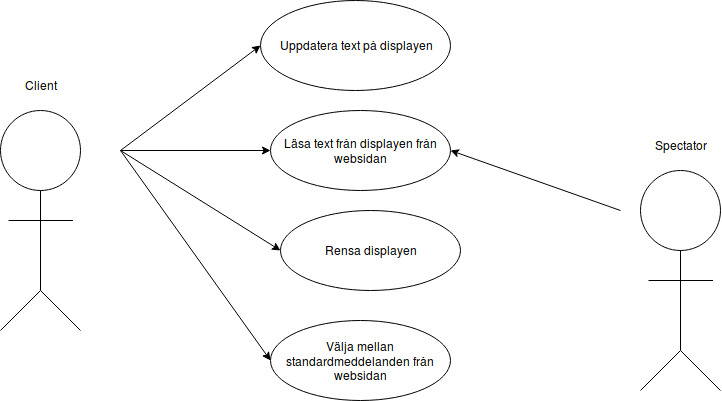 Uppdatera text på displayen
Client
Läsa text från displayen från
websidan
Spectator
Rensa displayen
Välja mellan
standardmeddelanden från
websidan